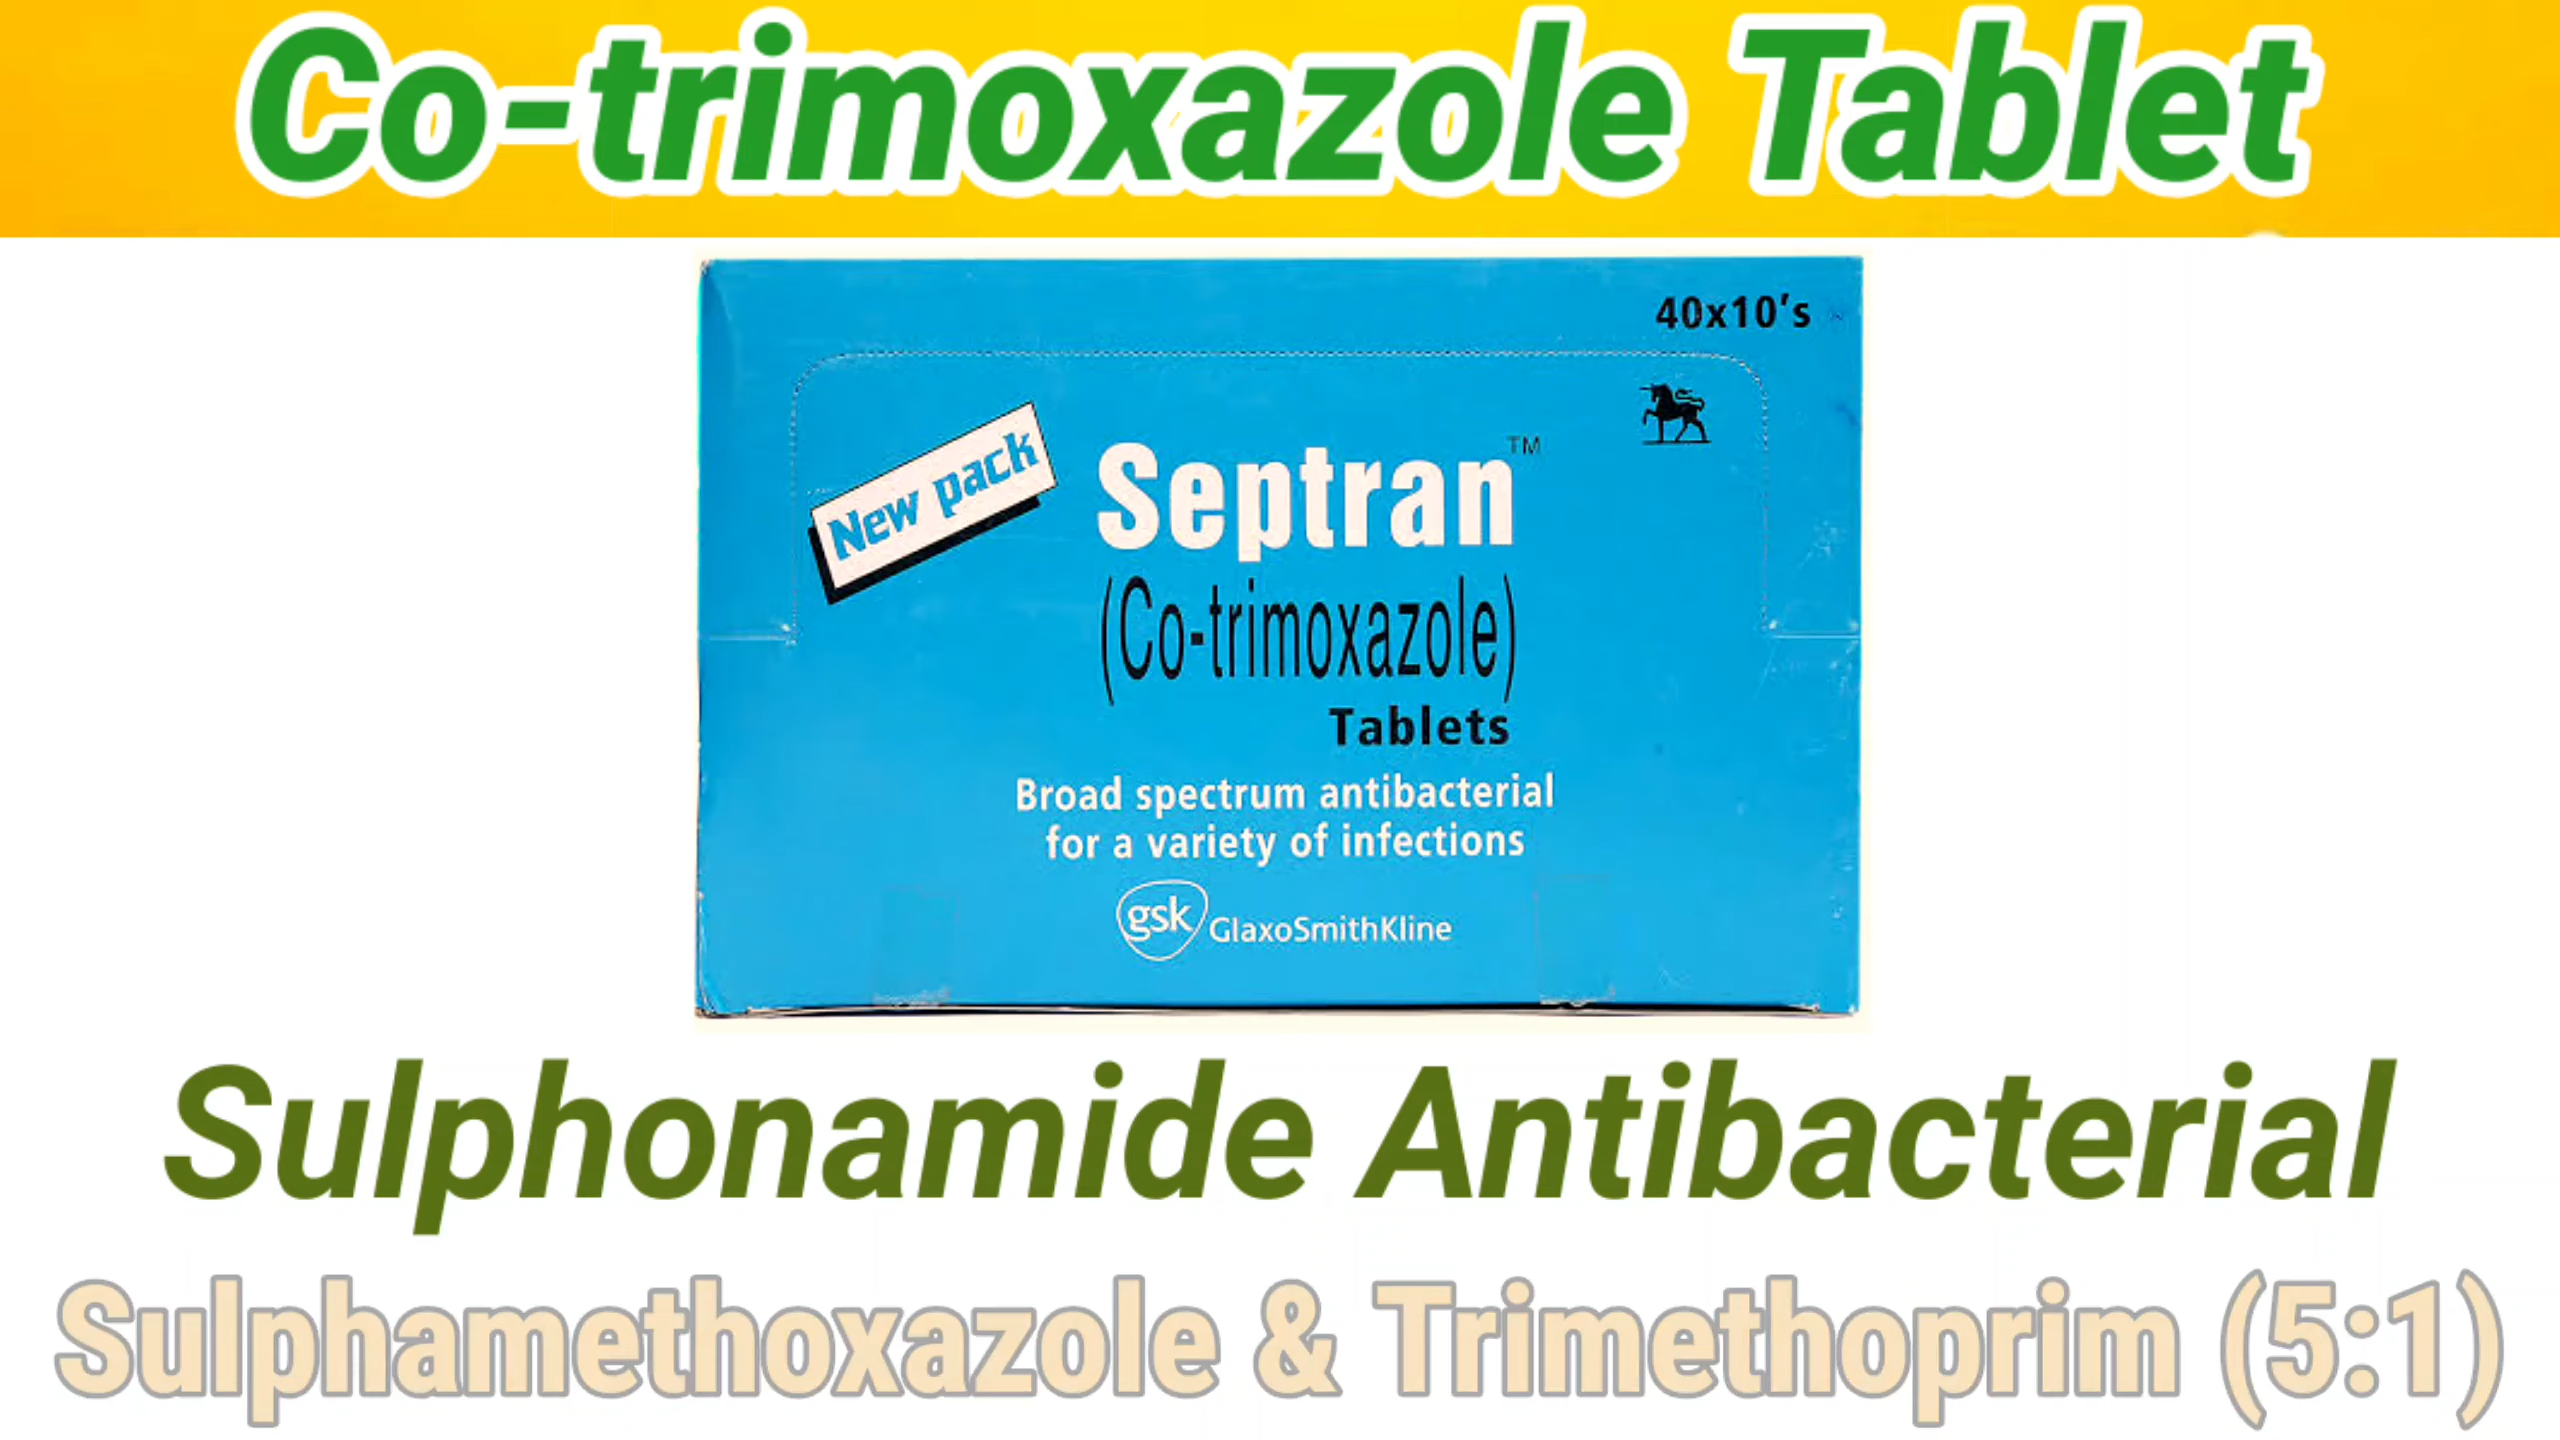 Co-trimoxazole Tablet
40x10's
New pack
Septran™
(Co-trimoxazole)
Tablets
Broad spectrum antibacterial
for a variety of infections
gsk GlaxoSmithKline
Sulphonamide Antibacterial
Sulphamethoxazole & Trimethoprim (5:1)